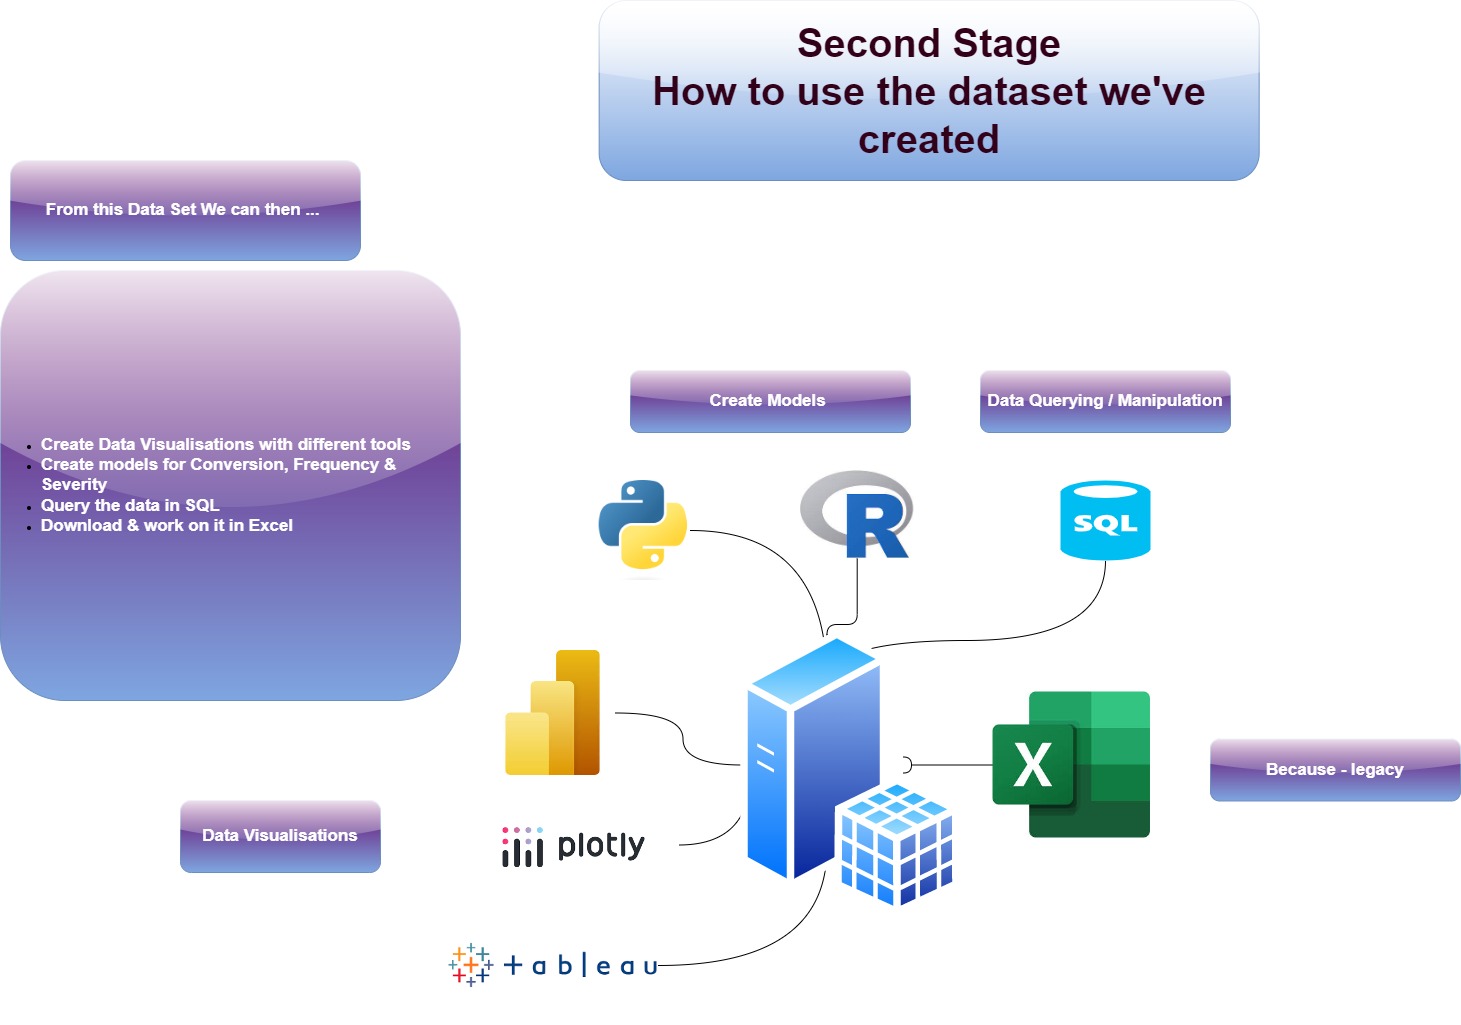 Second Stage
How to use the dataset we've
created
From this Data Set We can then ...
Create Data Visualisations with different tools
Create models for Conversion, Frequency &
Severity
Query the data in SQL
Download & work on it in Excel
Create Models
Data Querying / Manipulation
R
SQL
X
Because - legacy
Data Visualisations
plotly
+ableau